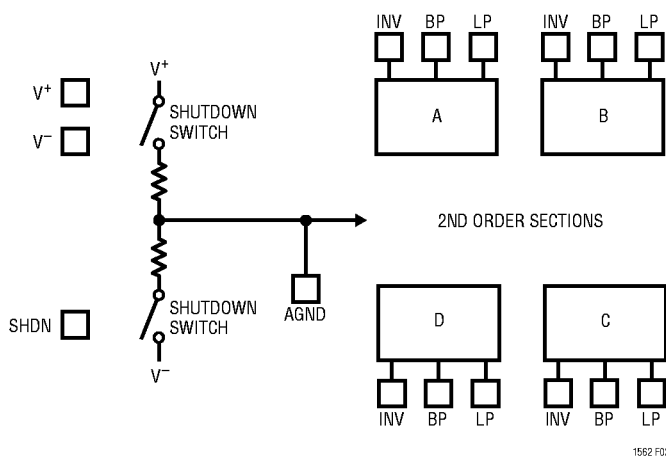 INV BP LP INV BP LP
V+
V+
SHUTDOWN
SWITCH
V−
A
B
2ND ORDER SECTIONS
SHDN
SHUTDOWN
SWITCH
AGND
D
C
V−
INV BP LP INV BP LP